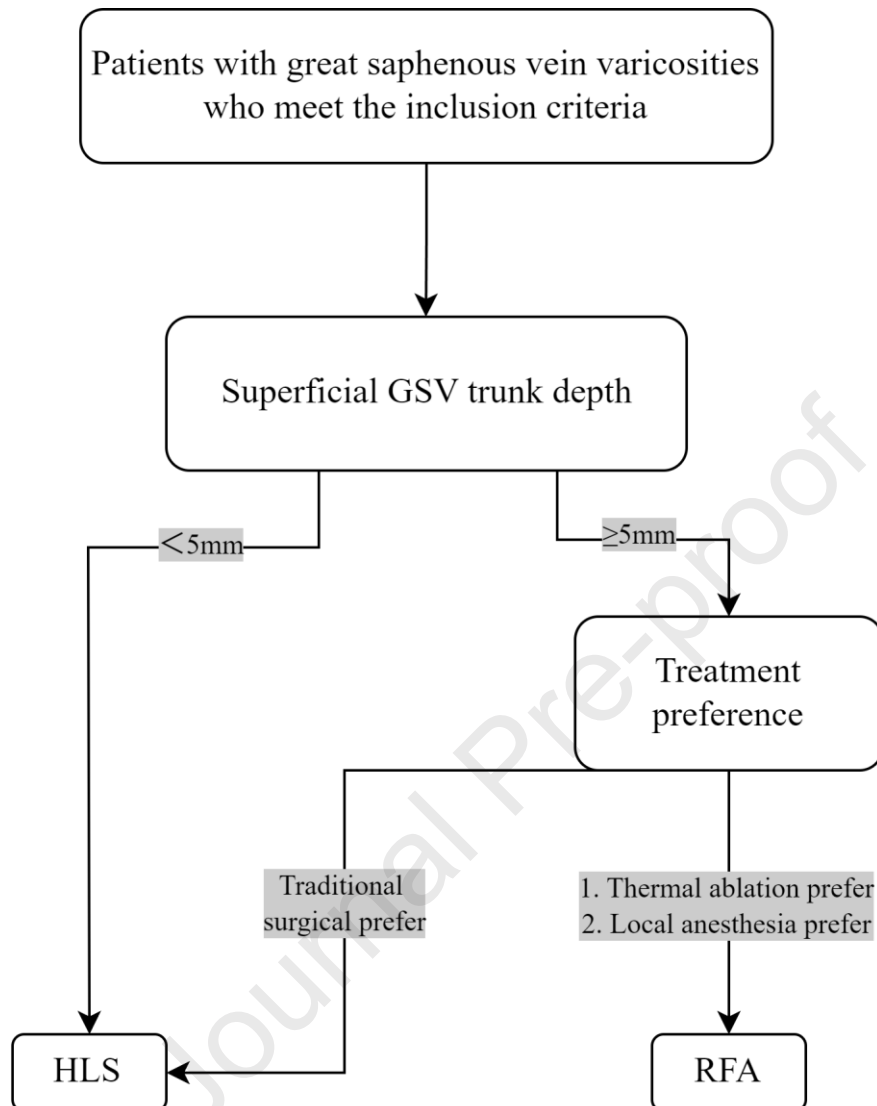 Patients with great saphenous vein varicosities
who meet the inclusion criteria
Superficial GSV trunk depth
<5mm
≥5mm
Treatment
preference
Traditional
surgical prefer
1. Thermal ablation prefer
2. Local anesthesia prefer
HLS
RFA
Journal Pre-proof